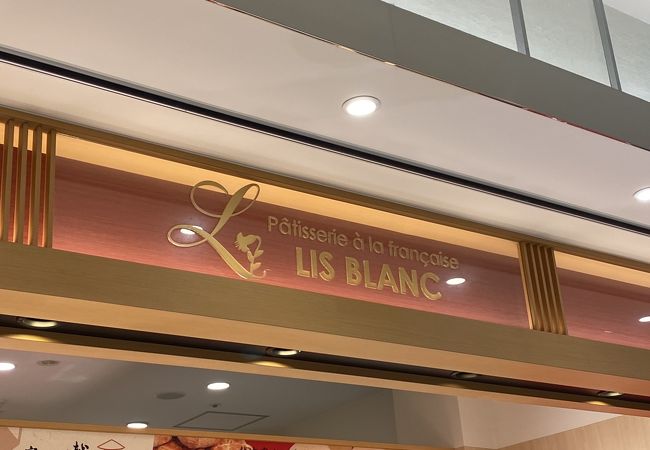 L
Pâtisserie à la française
LIS BLANC